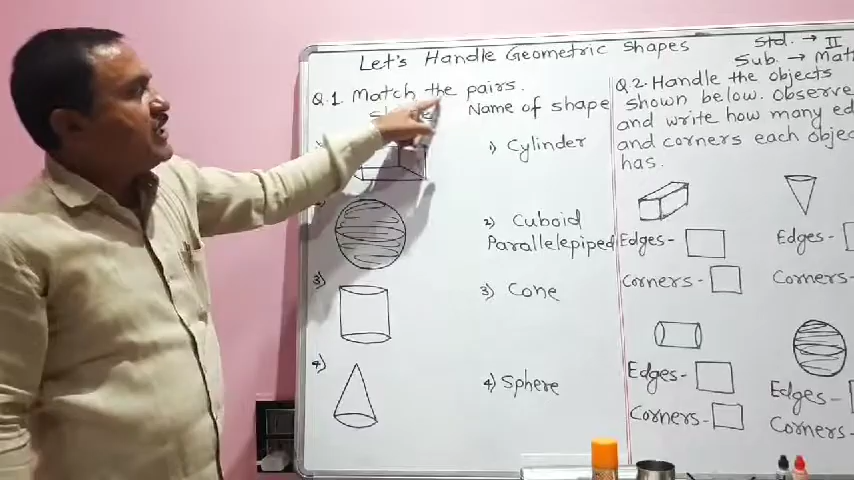 Let's Handle Geometric shapes
Std. → II
Sub. → Mat
Q.1. Match the pairs.
Name of shape
1) Cylinder
2) Cuboid
Parallelepiped
3) 3) Cone
4) 4) Sphere
Q.2. Handle the objects
shown below. Observe
and write how many
and corners each obje
has.
Edges- Edges-
Corners- Corners-
Edges- Edges-
Corners- Corners-